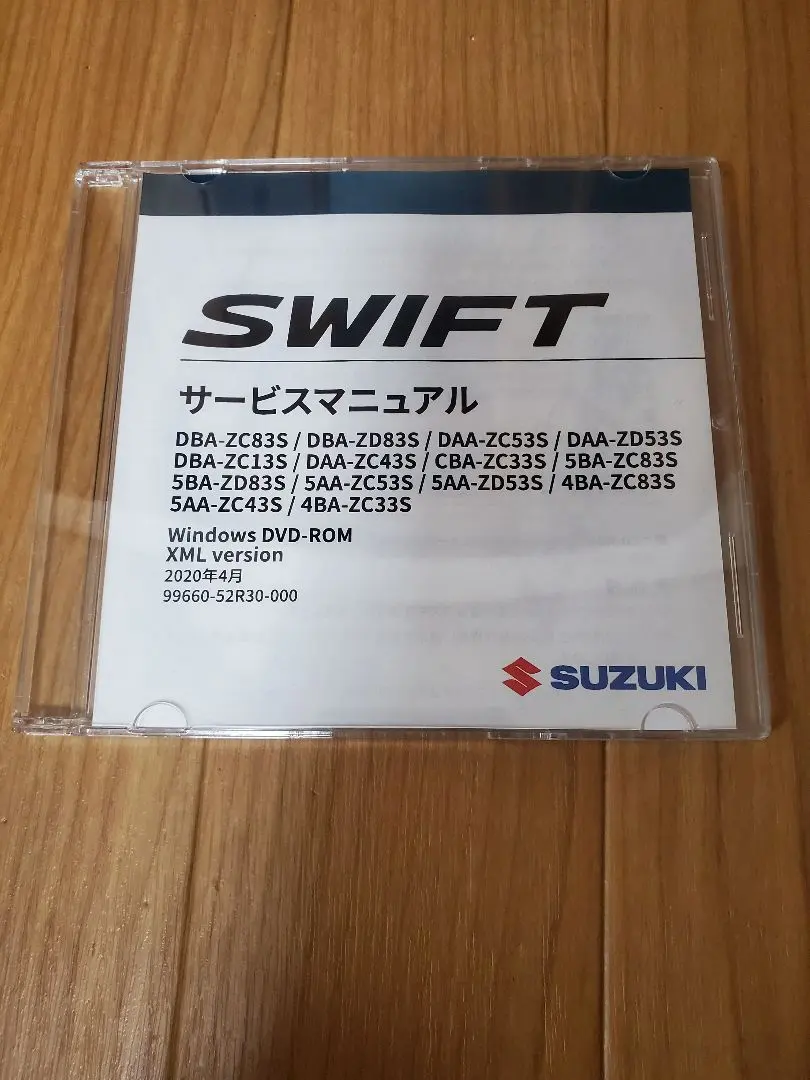 SWIFT
サービスマニュアル
DBA-ZC83S / DBA-ZD83S / DAA-ZC53S / DAA-ZD53S
DBA-ZC13S / DAA-ZC43S / CBA-ZC33S / 5BA-ZC83S
5BA-ZD83S / 5AA-ZC53S / 5AA-ZD53S / 4BA-ZC83S
5AA-ZC43S / 4BA-ZC33S
Windows DVD-ROM
XML version
2020年4月
99660-52R30-000
SUZUKI